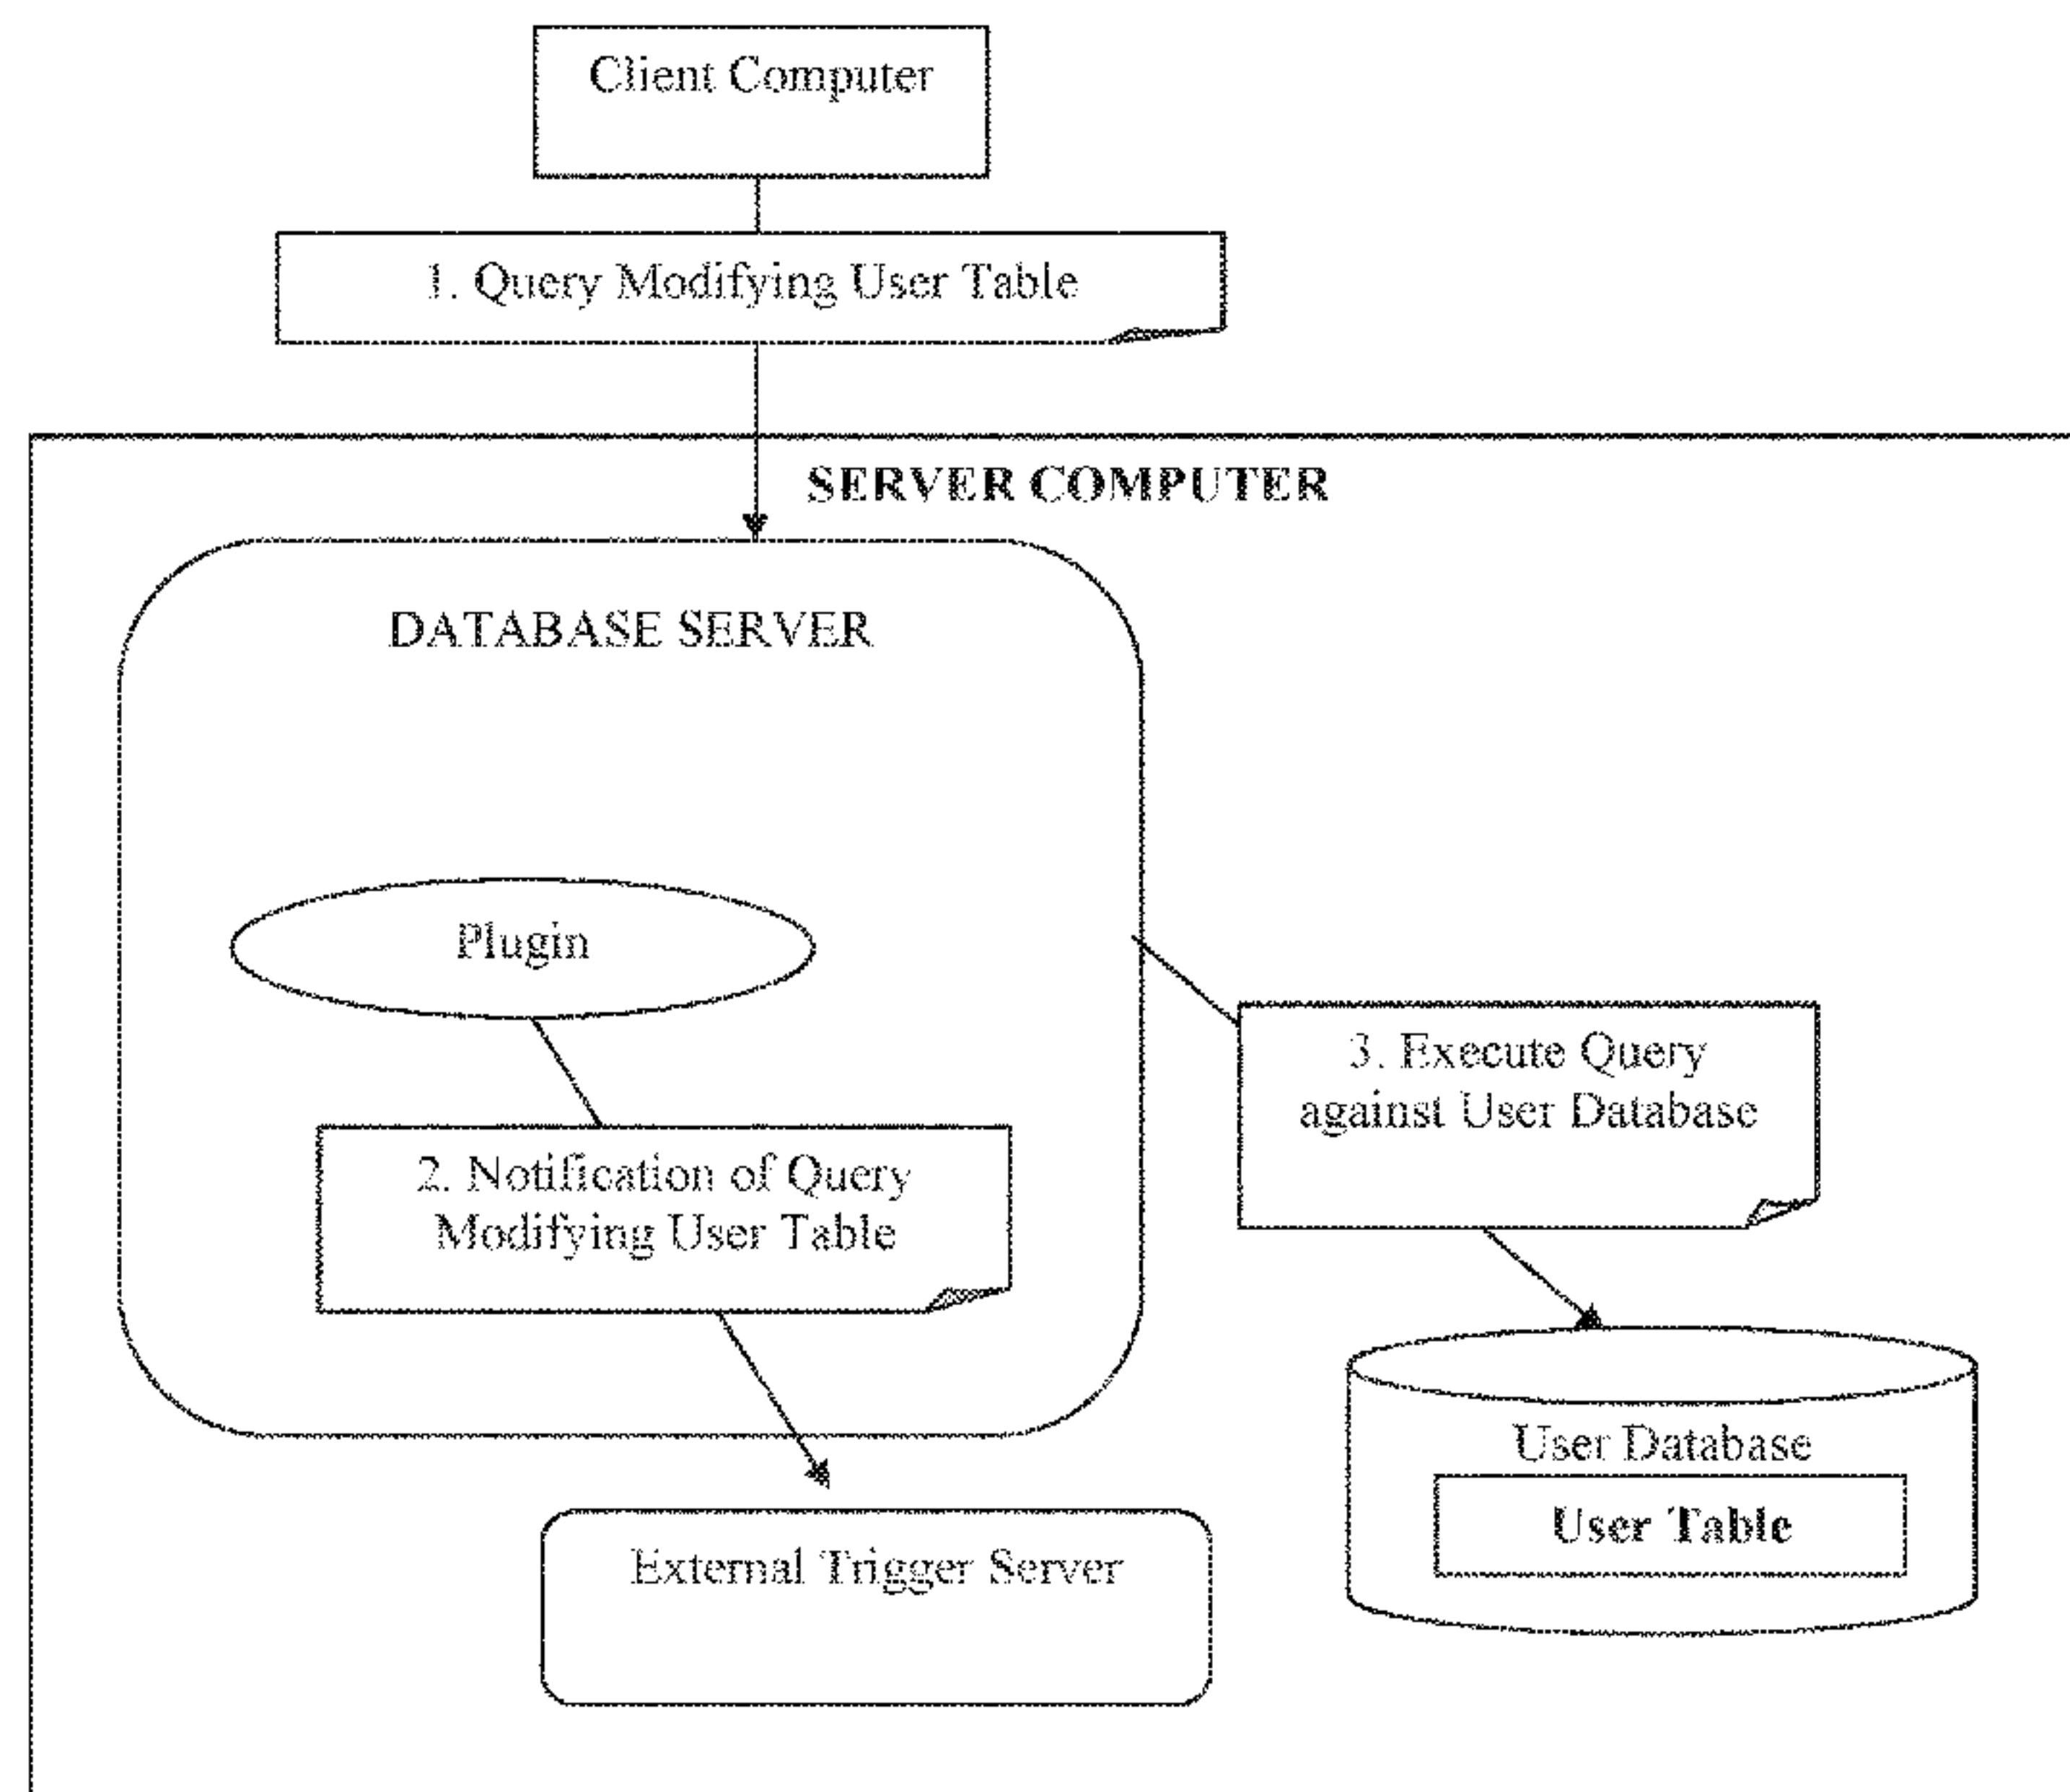 Client Computer
1. Query Modifying User Table
SERVER COMPUTER
DATABASE SERVER
Plugin
3. Execute Query
against User Database
2. Notification of Query
Modifying User Table
User Database
User Table
External Trigger Server